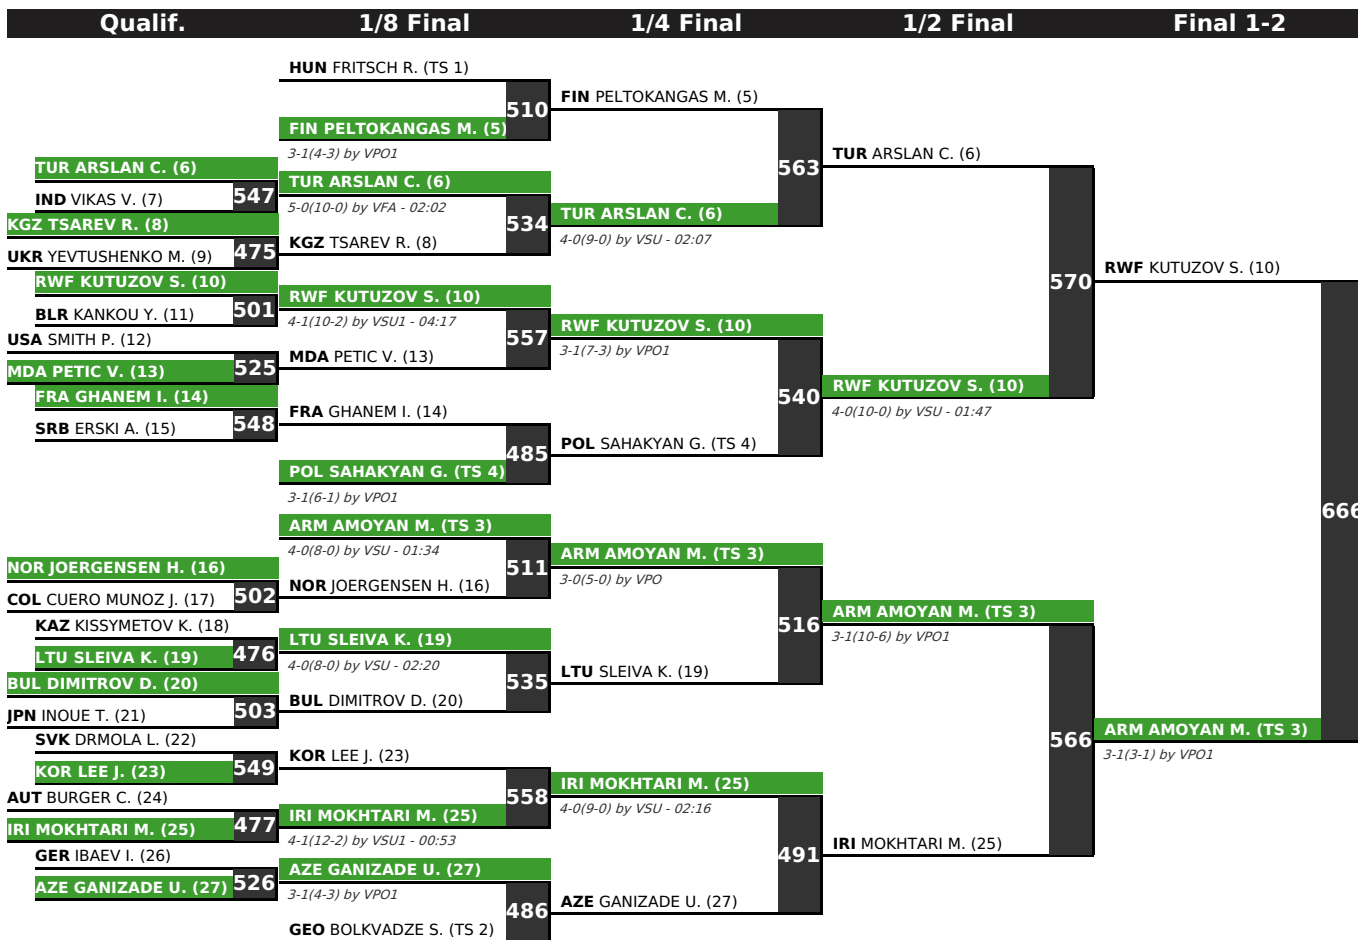 Qualif.
1/8 Final
1/4 Final
1/2 Final
Final 1-2
HUN FRITSCH R. (TS 1)
510
FIN PELTOKANGAS M. (5)
3-1(4-3) by VPO1
TUR ARSLAN C. (6)
547
IND VIKAS V. (7)
TUR ARSLAN C. (6)
5-0(10-0) by VFA - 02:02
534
KGZ TSAREV R. (8)
KGZ TSAREV R. (8)
475
UKR YEVTUSHENKO M. (9)
RWF KUTUZOV S. (10)
501
BLR KANKOU Y. (11)
RWF KUTUZOV S. (10)
4-1(10-2) by VSU1 - 04:17
557
MDA PETIC V. (13)
USA SMITH P. (12)
525
MDA PETIC V. (13)
FRA GHANEM I. (14)
548
SRB ERSKI A. (15)
FRA GHANEM I. (14)
485
POL SAHAKYAN G. (TS 4)
3-1(6-1) by VPO1
ARM AMOYAN M. (TS 3)
4-0(8-0) by VSU - 01:34
511
NOR JOERGENSEN H. (16)
NOR JOERGENSEN H. (16)
502
COL CUERO MUNOZ J. (17)
KAZ KISSYMETOV K. (18)
476
LTU SLEIVA K. (19)
LTU SLEIVA K. (19)
4-0(8-0) by VSU - 02:20
535
BUL DIMITROV D. (20)
BUL DIMITROV D. (20)
503
JPN INOUE T. (21)
SVK DRMOLA L. (22)
549
KOR LEE J. (23)
KOR LEE J. (23)
558
IRI MOKHTARI M. (25)
4-1(12-2) by VSU1 - 00:53
AUT BURGER C. (24)
477
IRI MOKHTARI M. (25)
GER IBAEV I. (26)
526
AZE GANIZADE U. (27)
AZE GANIZADE U. (27)
3-1(4-3) by VPO1
486
GEO BOLKVADZE S. (TS 2)
FIN PELTOKANGAS M. (5)
563
TUR ARSLAN C. (6)
4-0(9-0) by VSU - 02:07
RWF KUTUZOV S. (10)
3-1(7-3) by VPO1
540
POL SAHAKYAN G. (TS 4)
ARM AMOYAN M. (TS 3)
3-0(5-0) by VPO
516
LTU SLEIVA K. (19)
IRI MOKHTARI M. (25)
4-0(9-0) by VSU - 02:16
491
AZE GANIZADE U. (27)
TUR ARSLAN C. (6)
570
RWF KUTUZOV S. (10)
4-0(10-0) by VSU - 01:47
ARM AMOYAN M. (TS 3)
3-1(10-6) by VPO1
566
IRI MOKHTARI M. (25)
RWF KUTUZOV S. (10)
666
ARM AMOYAN M. (TS 3)
3-1(3-1) by VPO1